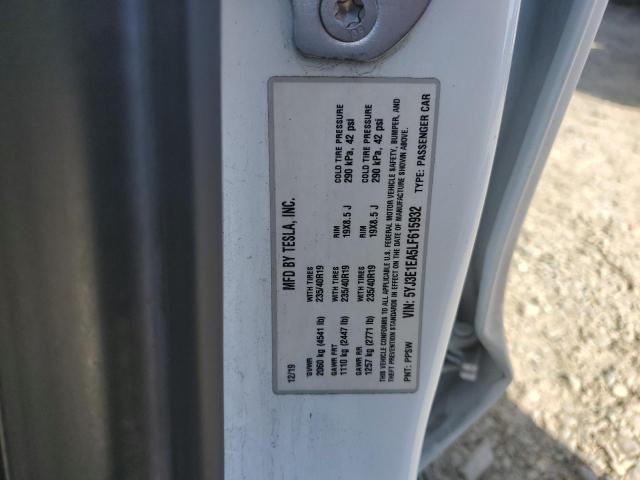 MFD BY TESLA, INC.
12/19
GVWR WITH TIRES RIM COLD TIRE PRESSURE
2060 kg (4541 lb) 235/40R19 19X8.5 J 290 kPa, 42 psi
GAWR FRT WITH TIRES RIM COLD TIRE PRESSURE
1110 kg (2447 lb) 235/40R19 19X8.5 J 290 kPa, 42 psi
GAWR RR WITH TIRES
1257 kg (2771 lb) 235/40R19
THIS VEHICLE CONFORMS TO ALL APPLICABLE U.S. FEDERAL MOTOR VEHICLE SAFETY, BUMPER, AND
THEFT PREVENTION STANDARDS IN EFFECT ON THE DATE OF MANUFACTURE SHOWN ABOVE.
VIN: 5YJ3E1EA5LF615932 TYPE: PASSENGER CAR
PNT: PPSW